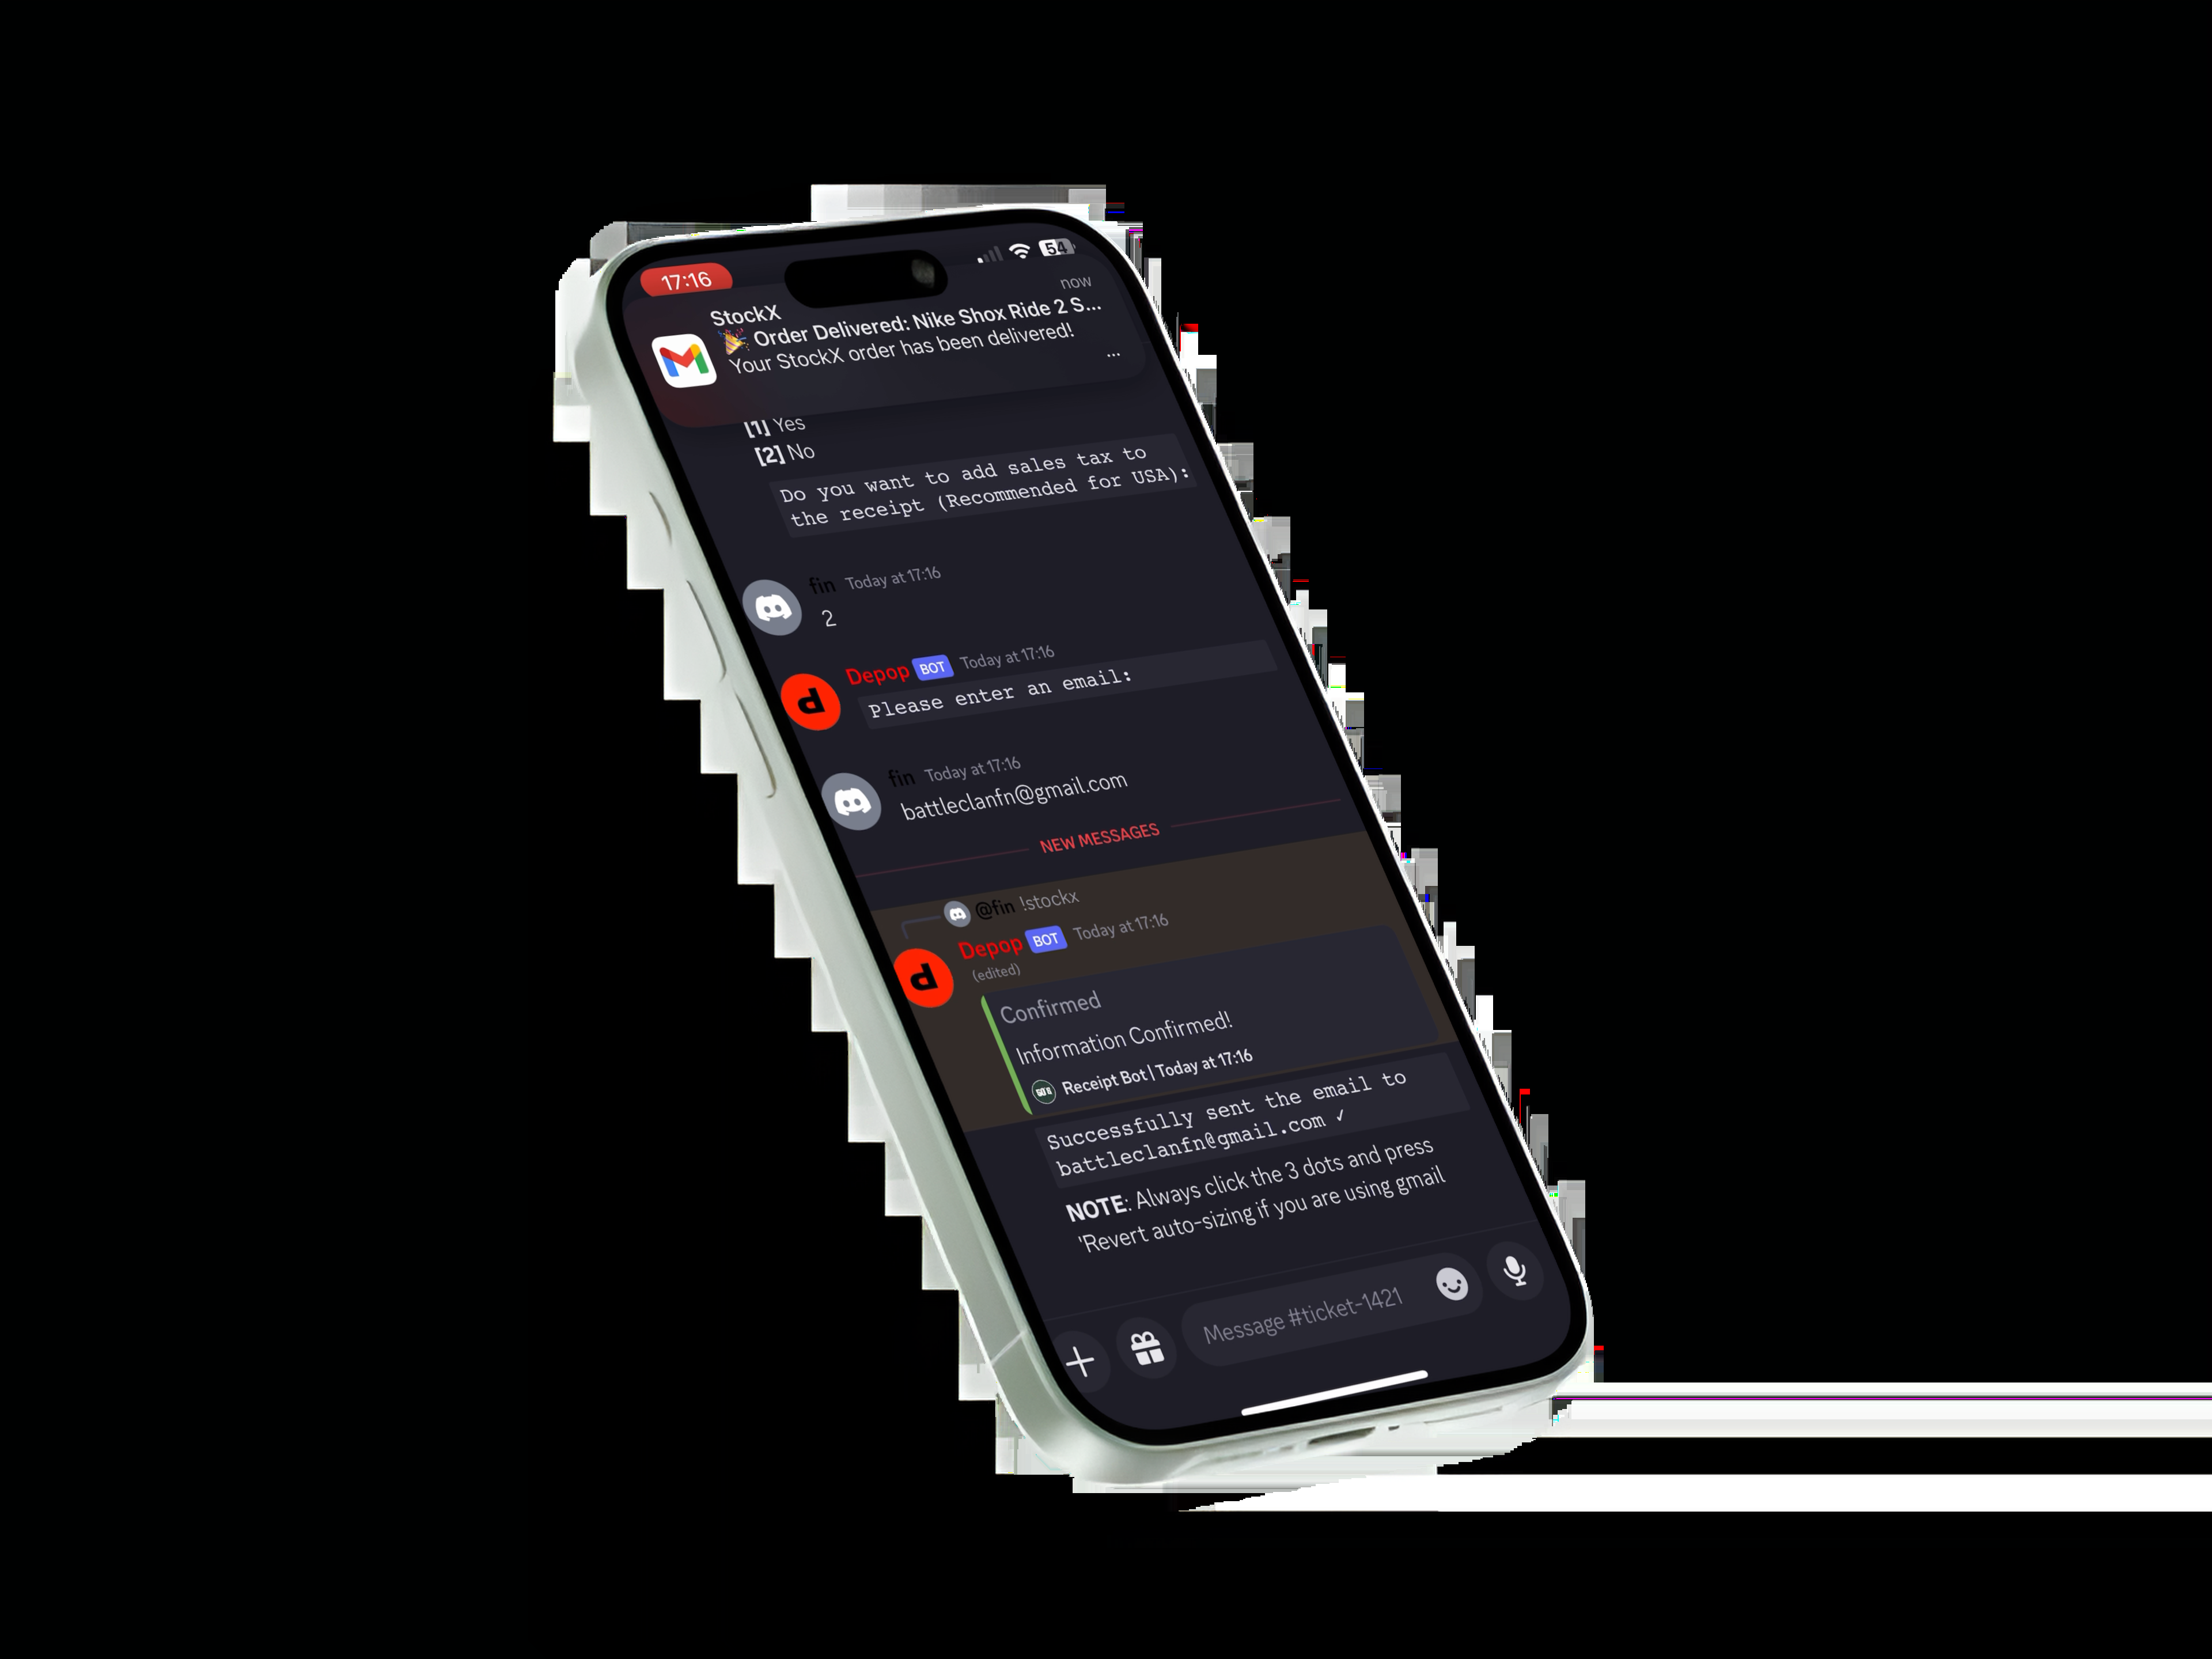 17:16
54
now
StockX
🎉 Order Delivered: Nike Shox Ride 2 S...
Your StockX order has been delivered!
...
[1] Yes
[2] No
Do you want to add sales tax to
the receipt (Recommended for USA):
fin Today at 17:16
2
Depop BOT Today at 17:16
Please enter an email:
fin Today at 17:16
battleclanfn@gmail.com
NEW MESSAGES
@fin !stockx
Depop BOT Today at 17:16
(edited)
Confirmed
Information Confirmed!
Receipt Bot | Today at 17:16
Successfully sent the email to
battleclanfn@gmail.com ✓
NOTE: Always click the 3 dots and press
'Revert auto-sizing if you are using gmail
Message #ticket-1421